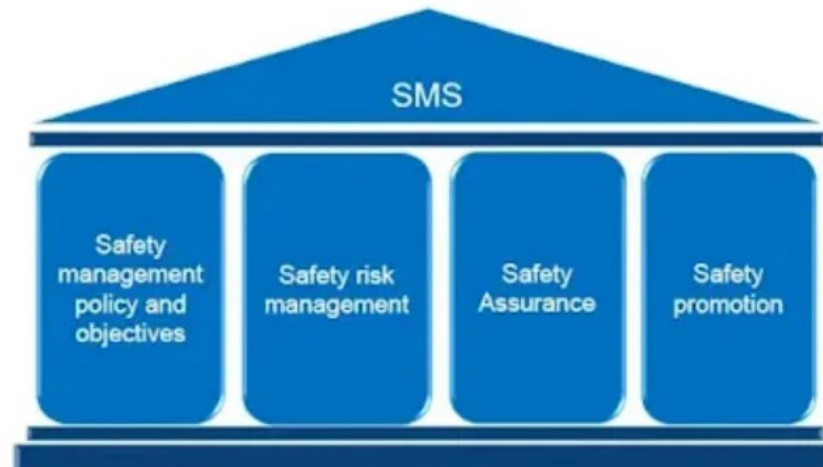 SMS
Safety
management
policy and
objectives
Safety risk
management
Safety
Assurance
Safety
promotion